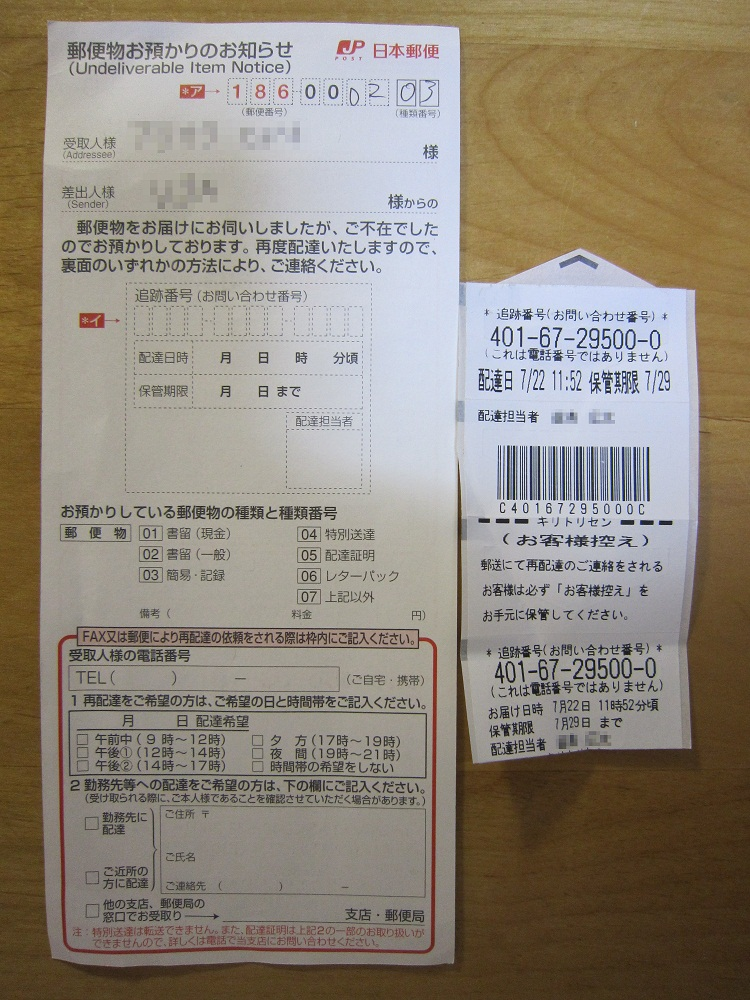 郵便物お預かりのお知らせ
(Undeliverable Item Notice)
JP POST 日本郵便
*ア→ 186-0002 03
(郵便番号) (種類番号)
受取人様
(Addressee)
様
差出人様
(Sender)
様からの
郵便物をお届けにお伺いしましたが、ご不在でした
のでお預かりしております。再度配達いたしますので、
裏面のいずれかの方法により、ご連絡ください。
追跡番号(お問い合わせ番号)
*イ→
配達日時 月 日 時 分頃
保管期限 月 日 まで
配達担当者
お預かりしている郵便物の種類と種類番号
郵便物 01 書留(現金) 04 特別送達
02 書留(一般) 05 配達証明
03 簡易・記録 06 レターパック
07 上記以外
備考( 料金 円)
FAX又は郵便により再配達の依頼をされる際は枠内にご記入ください。
受取人様の電話番号
TEL( ) − (ご自宅・携帯)
1 再配達をご希望の方は、ご希望の日と時間帯をご記入ください。
月 日 配達希望
□ 午前中(9時〜12時) □ 夕方(17時〜19時)
□ 午後①(12時〜14時) □ 夜間(19時〜21時)
□ 午後②(14時〜17時) □ 時間帯の希望をしない
2 勤務先等への配達をご希望の方は、下の欄にご記入ください。
(受け取られる際に、ご本人様であることを確認させていただく場合があります。)
□ 勤務先に
配達
ご住所 〒
ご氏名
□ ご近所の
方に配達
ご連絡先 ( ) −
□ 他の支店、郵便局の
窓口でお受取り→ 支店・郵便局
注:特別送達は転送できません。また、配達証明は上記2の一部のお取り扱いが
できませんので、詳しくは電話で当支店にお問い合わせください。
* 追跡番号(お問い合わせ番号) *
401-67-29500-0
(これは電話番号ではありません)
配達日 7/22 11:52 保管期限 7/29
配達担当者
C401672950000C
キリトリセン
(お客様控え)
郵送にて再配達のご連絡をされる
お客様は必ず「お客様控え」を
お手元に保管してください。
* 追跡番号(お問い合わせ番号) *
401-67-29500-0
(これは電話番号ではありません)
お届け日時 7月22日 11時52分頃
保管期限 7月29日 まで
配達担当者